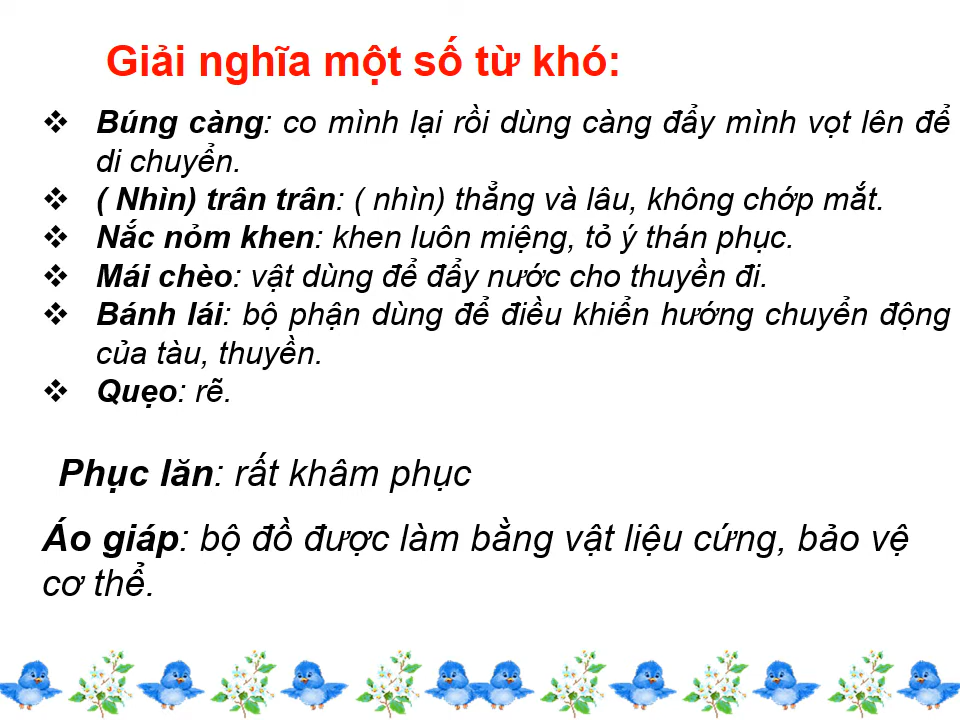 Giải nghĩa một số từ khó:
❖ Búng càng: co mình lại rồi dùng càng đẩy mình vọt lên để
di chuyển.
❖ ( Nhìn) trân trân: ( nhìn) thẳng và lâu, không chớp mắt.
❖ Nắc nỏm khen: khen luôn miệng, tỏ ý thán phục.
❖ Mái chèo: vật dùng để đẩy nước cho thuyền đi.
❖ Bánh lái: bộ phận dùng để điều khiển hướng chuyển động
của tàu, thuyền.
❖ Quẹo: rẽ.
Phục lăn: rất khâm phục
Áo giáp: bộ đồ được làm bằng vật liệu cứng, bảo vệ
cơ thể.